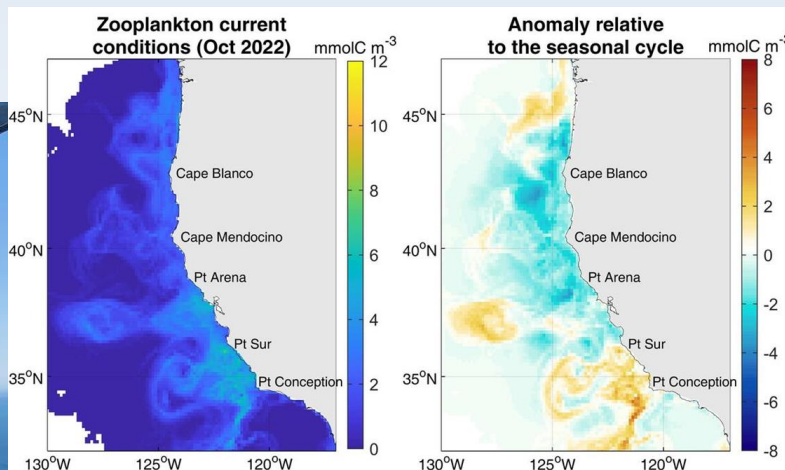 Zooplankton current
conditions (Oct 2022)
mmolC m⁻³
12
10
8
6
4
2
0
45°N
40°N
35°N
130°W
125°W
120°W
Cape Blanco
Cape Mendocino
Pt Arena
Pt Sur
Pt Conception
Anomaly relative
to the seasonal cycle
mmolC m⁻³
8
6
4
2
0
-2
-4
-6
-8
45°N
40°N
35°N
130°W
125°W
120°W
Cape Blanco
Cape Mendocino
Pt Arena
Pt Sur
Pt Conception